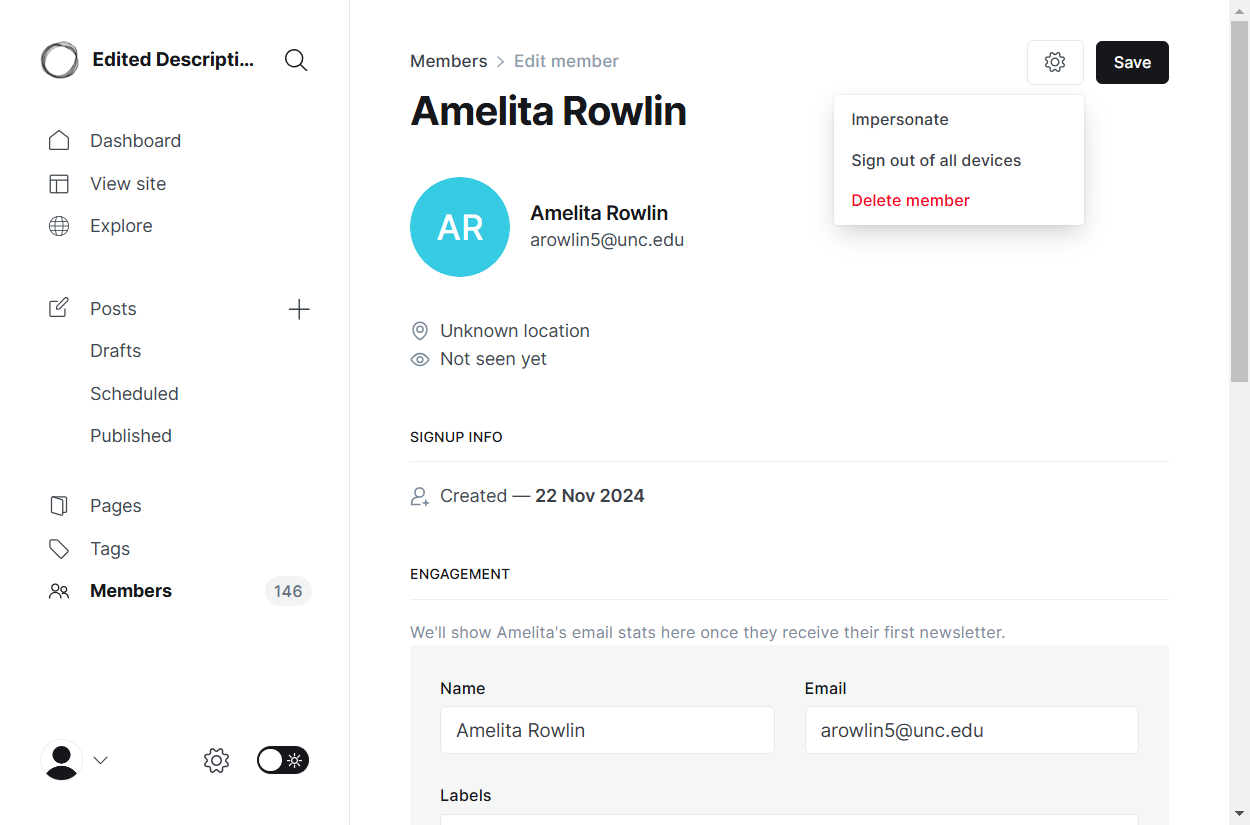 Edited Descripti...
Dashboard
View site
Explore
Posts
Drafts
Scheduled
Published
Pages
Tags
Members 146
Members > Edit member
Save
Amelita Rowlin
Impersonate
Sign out of all devices
Delete member
AR
Amelita Rowlin
arowlin5@unc.edu
Unknown location
Not seen yet
SIGNUP INFO
Created — 22 Nov 2024
ENGAGEMENT
We'll show Amelita's email stats here once they receive their first newsletter.
Name
Amelita Rowlin
Email
arowlin5@unc.edu
Labels